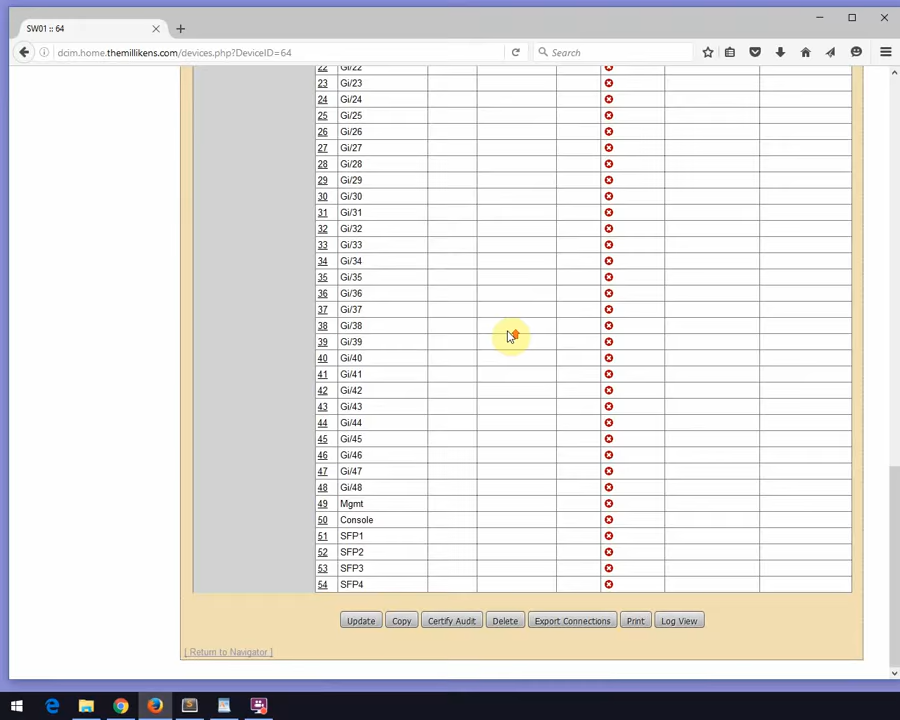 SW01 :: 64
dcim.home.themillikens.com/devices.php?DeviceID=64
Search
22 Gi/22
23 Gi/23
24 Gi/24
25 Gi/25
26 Gi/26
27 Gi/27
28 Gi/28
29 Gi/29
30 Gi/30
31 Gi/31
32 Gi/32
33 Gi/33
34 Gi/34
35 Gi/35
36 Gi/36
37 Gi/37
38 Gi/38
39 Gi/39
40 Gi/40
41 Gi/41
42 Gi/42
43 Gi/43
44 Gi/44
45 Gi/45
46 Gi/46
47 Gi/47
48 Gi/48
49 Mgmt
50 Console
51 SFP1
52 SFP2
53 SFP3
54 SFP4
Update Copy Certify Audit Delete Export Connections Print Log View
[ Return to Navigator ]